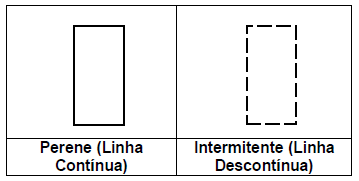 Perene (Linha
Contínua)
Intermitente (Linha
Descontínua)